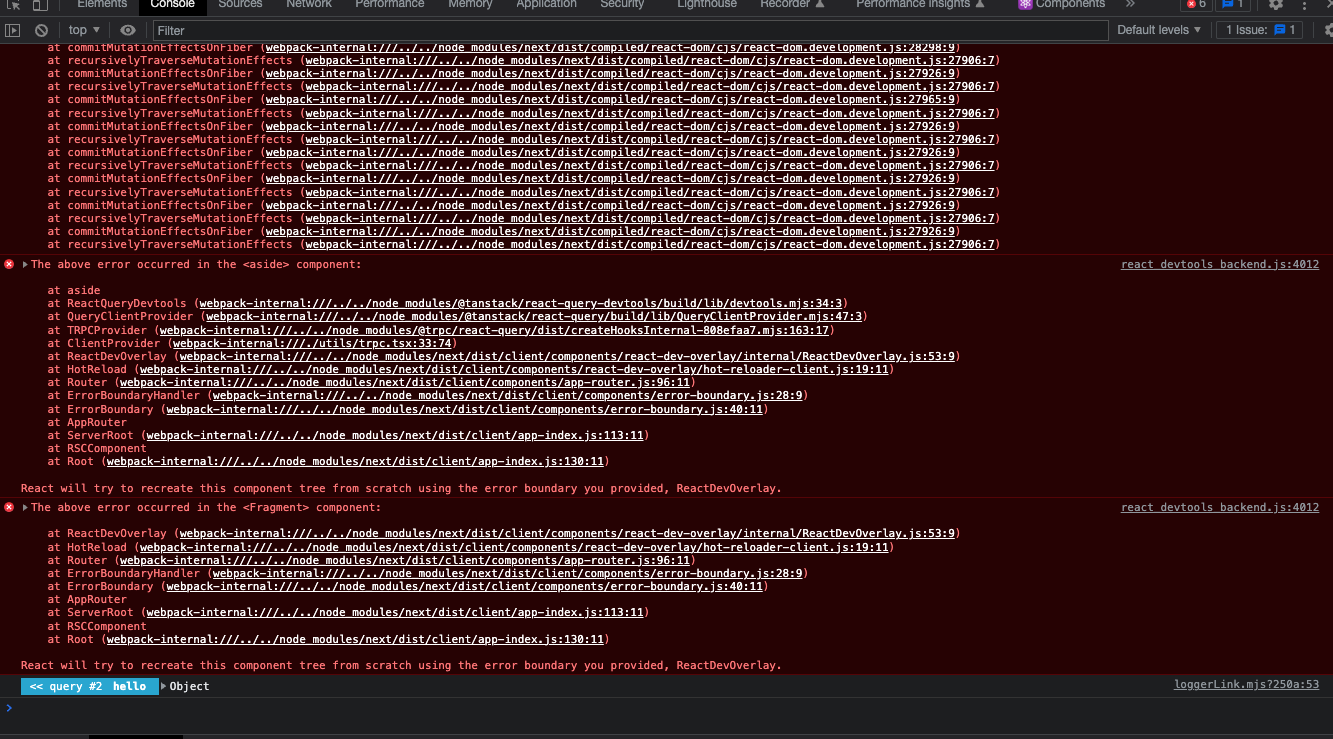 Elements Console Sources Network Performance Memory Application Security Lighthouse Recorder Performance insights Components » 6 1
top Filter Default levels 1 Issue: 1
at commitMutationEffectsOnFiber (webpack-internal:///../../node_modules/next/dist/compiled/react-dom/cjs/react-dom.development.js:28298:9)
at recursivelyTraverseMutationEffects (webpack-internal:///../../node_modules/next/dist/compiled/react-dom/cjs/react-dom.development.js:27906:7)
at commitMutationEffectsOnFiber (webpack-internal:///../../node_modules/next/dist/compiled/react-dom/cjs/react-dom.development.js:27926:9)
at recursivelyTraverseMutationEffects (webpack-internal:///../../node_modules/next/dist/compiled/react-dom/cjs/react-dom.development.js:27906:7)
at commitMutationEffectsOnFiber (webpack-internal:///../../node_modules/next/dist/compiled/react-dom/cjs/react-dom.development.js:27965:9)
at recursivelyTraverseMutationEffects (webpack-internal:///../../node_modules/next/dist/compiled/react-dom/cjs/react-dom.development.js:27906:7)
at commitMutationEffectsOnFiber (webpack-internal:///../../node_modules/next/dist/compiled/react-dom/cjs/react-dom.development.js:27926:9)
at recursivelyTraverseMutationEffects (webpack-internal:///../../node_modules/next/dist/compiled/react-dom/cjs/react-dom.development.js:27906:7)
at commitMutationEffectsOnFiber (webpack-internal:///../../node_modules/next/dist/compiled/react-dom/cjs/react-dom.development.js:27926:9)
at recursivelyTraverseMutationEffects (webpack-internal:///../../node_modules/next/dist/compiled/react-dom/cjs/react-dom.development.js:27906:7)
at commitMutationEffectsOnFiber (webpack-internal:///../../node_modules/next/dist/compiled/react-dom/cjs/react-dom.development.js:27926:9)
at recursivelyTraverseMutationEffects (webpack-internal:///../../node_modules/next/dist/compiled/react-dom/cjs/react-dom.development.js:27906:7)
at commitMutationEffectsOnFiber (webpack-internal:///../../node_modules/next/dist/compiled/react-dom/cjs/react-dom.development.js:27926:9)
at recursivelyTraverseMutationEffects (webpack-internal:///../../node_modules/next/dist/compiled/react-dom/cjs/react-dom.development.js:27906:7)
at commitMutationEffectsOnFiber (webpack-internal:///../../node_modules/next/dist/compiled/react-dom/cjs/react-dom.development.js:27926:9)
at recursivelyTraverseMutationEffects (webpack-internal:///../../node_modules/next/dist/compiled/react-dom/cjs/react-dom.development.js:27906:7)
The above error occurred in the <aside> component: react_devtools_backend.js:4012
at aside
at ReactQueryDevtools (webpack-internal:///../../node_modules/@tanstack/react-query-devtools/build/lib/devtools.mjs:34:3)
at QueryClientProvider (webpack-internal:///../../node_modules/@tanstack/react-query/build/lib/QueryClientProvider.mjs:47:3)
at TRPCProvider (webpack-internal:///../../node_modules/@trpc/react-query/dist/createHooksInternal-808efaa7.mjs:163:17)
at ClientProvider (webpack-internal:///./utils/trpc.tsx:33:74)
at ReactDevOverlay (webpack-internal:///../../node_modules/next/dist/client/components/react-dev-overlay/internal/ReactDevOverlay.js:53:9)
at HotReload (webpack-internal:///../../node_modules/next/dist/client/components/react-dev-overlay/hot-reloader-client.js:19:11)
at Router (webpack-internal:///../../node_modules/next/dist/client/components/app-router.js:96:11)
at ErrorBoundaryHandler (webpack-internal:///../../node_modules/next/dist/client/components/error-boundary.js:28:9)
at ErrorBoundary (webpack-internal:///../../node_modules/next/dist/client/components/error-boundary.js:40:11)
at AppRouter
at ServerRoot (webpack-internal:///../../node_modules/next/dist/client/app-index.js:113:11)
at RSCComponent
at Root (webpack-internal:///../../node_modules/next/dist/client/app-index.js:130:11)
React will try to recreate this component tree from scratch using the error boundary you provided, ReactDevOverlay.
The above error occurred in the <Fragment> component: react_devtools_backend.js:4012
at ReactDevOverlay (webpack-internal:///../../node_modules/next/dist/client/components/react-dev-overlay/internal/ReactDevOverlay.js:53:9)
at HotReload (webpack-internal:///../../node_modules/next/dist/client/components/react-dev-overlay/hot-reloader-client.js:19:11)
at Router (webpack-internal:///../../node_modules/next/dist/client/components/app-router.js:96:11)
at ErrorBoundaryHandler (webpack-internal:///../../node_modules/next/dist/client/components/error-boundary.js:28:9)
at ErrorBoundary (webpack-internal:///../../node_modules/next/dist/client/components/error-boundary.js:40:11)
at AppRouter
at ServerRoot (webpack-internal:///../../node_modules/next/dist/client/app-index.js:113:11)
at RSCComponent
at Root (webpack-internal:///../../node_modules/next/dist/client/app-index.js:130:11)
React will try to recreate this component tree from scratch using the error boundary you provided, ReactDevOverlay.
<< query #2 hello Object loggerLink.mjs?250a:53